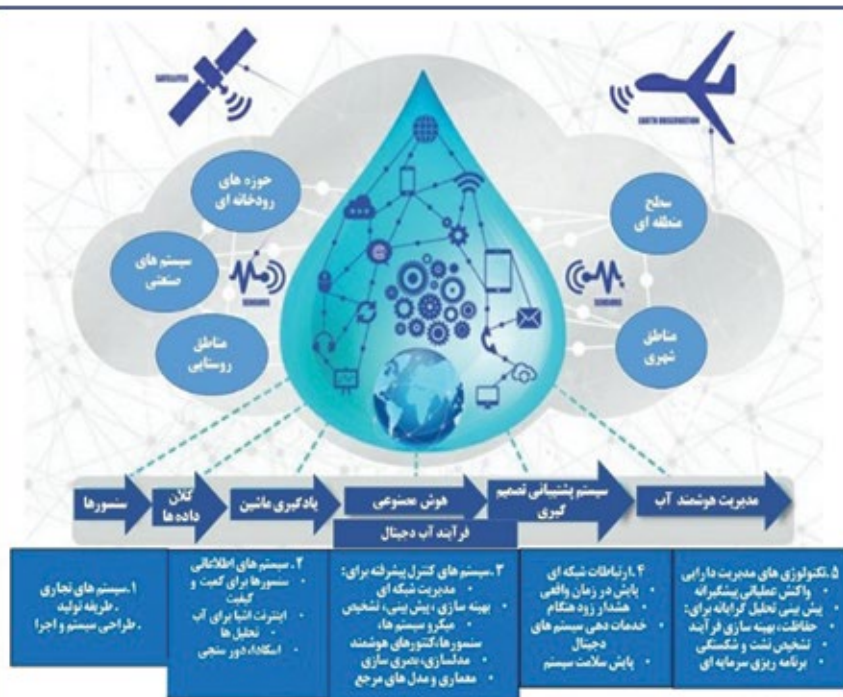 SATELLITES
EARTH OBSERVATION
حوزه های
رودخانه ای
سطح
منطقه ای
سیستم های
صنعتی
SENSORS
SENSORS
مناطق
روستایی
مناطق
شهری
سنسورها
کلان
داده ها
یادگیری ماشین
هوش مصنوعی
سیستم پشتیبانی تصمیم
گیری
مدیریت هوشمند آب
فرآیند آب دیجیتال
۱.سیستم های تجاری
. طریقه تولید
. طراحی سیستم و اجرا
۲. سیستم های اطلاعاتی
• سنسورها برای کمیت و
کیفیت
• اینترنت اشیا برای آب
• تحلیل ها
• اسکادا، دور سنجی
۳.سیستم های کنترل پیشرفته برای:
• مدیریت شبکه ای
• بهینه سازی ، پیش بینی، تشخیص
• میکرو سیستم ها،
سنسورها،کنتورهای هوشمند
• مدلسازی، بصری سازی
• معماری و مدل های مرجع
۴.ارتباطات شبکه ای
• پایش در زمان واقعی
• هشدار زود هنگام
• خدمات دهی سیستم های
دیجیتال
• پایش سلامت سیستم
۵.تکنولوژی های مدیریت دارایی
• واکنش عملیاتی پیشگیرانه
• پیش بینی تحلیل گرایانه برای:
• حفاظت، بهینه سازی فرآیند
• تشخیص نشت و شکستگی
• برنامه ریزی سرمایه ای